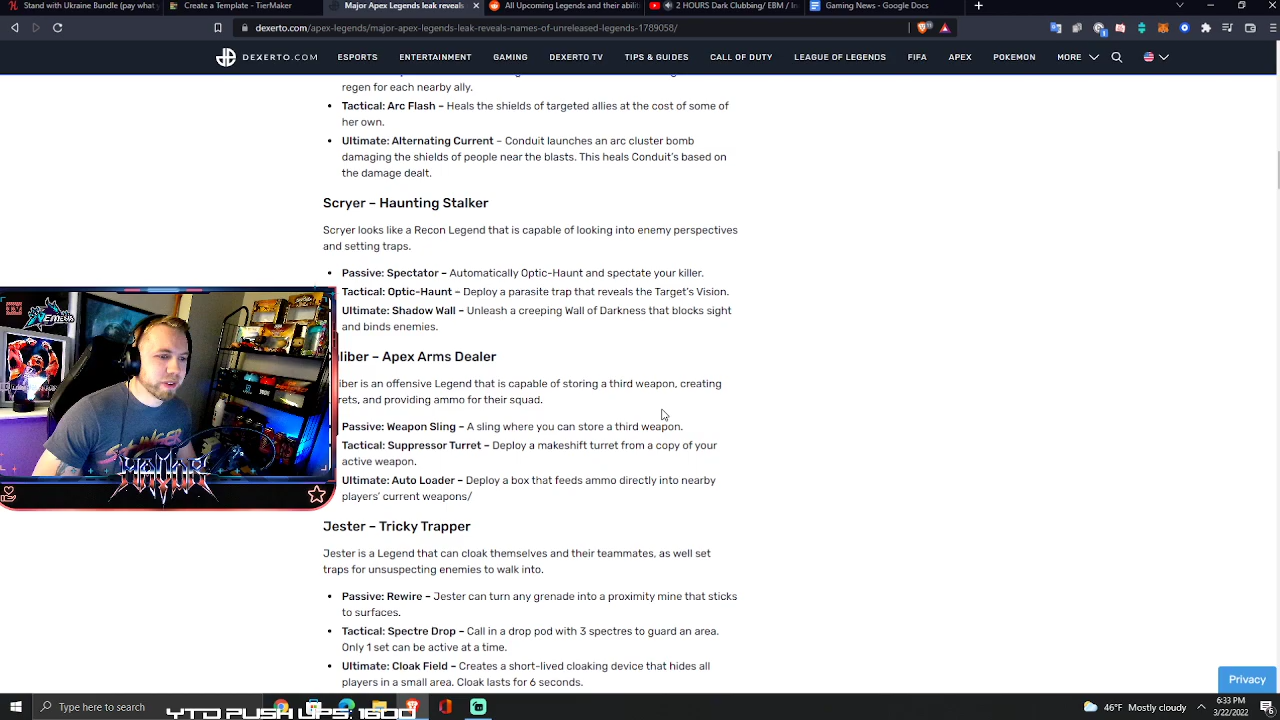 Stand with Ukraine Bundle (pay what
Create a Template - TierMaker
Major Apex Legends leak reveals
All Upcoming Legends and their abilit
2 HOURS Dark Clubbing/ EBM / In
Gaming News - Google Docs
dexerto.com/apex-legends/major-apex-legends-leak-reveals-names-of-unreleased-legends-1789058/
DEXERTO.COM ESPORTS ENTERTAINMENT GAMING DEXERTO TV TIPS & GUIDES CALL OF DUTY LEAGUE OF LEGENDS FIFA APEX POKEMON MORE
regen for each nearby ally.
• Tactical: Arc Flash – Heals the shields of targeted allies at the cost of some of
her own.
• Ultimate: Alternating Current – Conduit launches an arc cluster bomb
damaging the shields of people near the blasts. This heals Conduit's based on
the damage dealt.
Scryer – Haunting Stalker
Scryer looks like a Recon Legend that is capable of looking into enemy perspectives
and setting traps.
• Passive: Spectator – Automatically Optic-Haunt and spectate your killer.
• Tactical: Optic-Haunt – Deploy a parasite trap that reveals the Target's Vision.
• Ultimate: Shadow Wall – Unleash a creeping Wall of Darkness that blocks sight
and binds enemies.
liber – Apex Arms Dealer
iber is an offensive Legend that is capable of storing a third weapon, creating
rets, and providing ammo for their squad.
Passive: Weapon Sling – A sling where you can store a third weapon.
Tactical: Suppressor Turret – Deploy a makeshift turret from a copy of your
active weapon.
Ultimate: Auto Loader – Deploy a box that feeds ammo directly into nearby
players' current weapons/
Jester – Tricky Trapper
Jester is a Legend that can cloak themselves and their teammates, as well set
traps for unsuspecting enemies to walk into.
• Passive: Rewire – Jester can turn any grenade into a proximity mine that sticks
to surfaces.
• Tactical: Spectre Drop – Call in a drop pod with 3 spectres to guard an area.
Only 1 set can be active at a time.
• Ultimate: Cloak Field – Creates a short-lived cloaking device that hides all
players in a small area. Cloak lasts for 6 seconds.
Privacy
Type here to search
YTD PUSH UPS: 1600
46°F Mostly cloudy
6:33 PM
3/22/2022